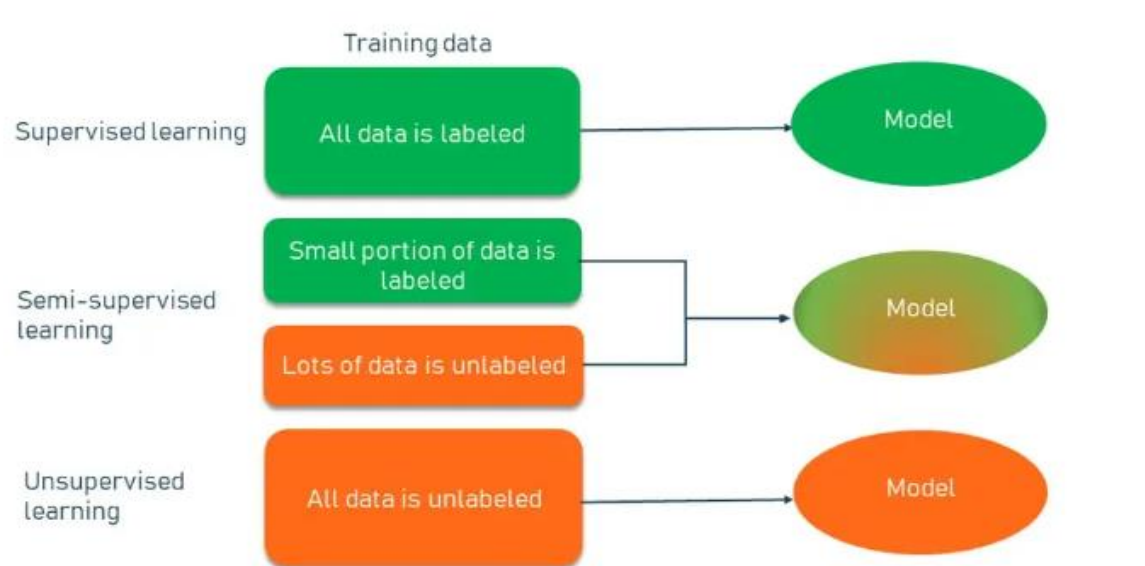 Training data
Supervised learning
All data is labeled
Model
Semi-supervised
learning
Small portion of data is
labeled
Lots of data is unlabeled
Model
Unsupervised
learning
All data is unlabeled
Model